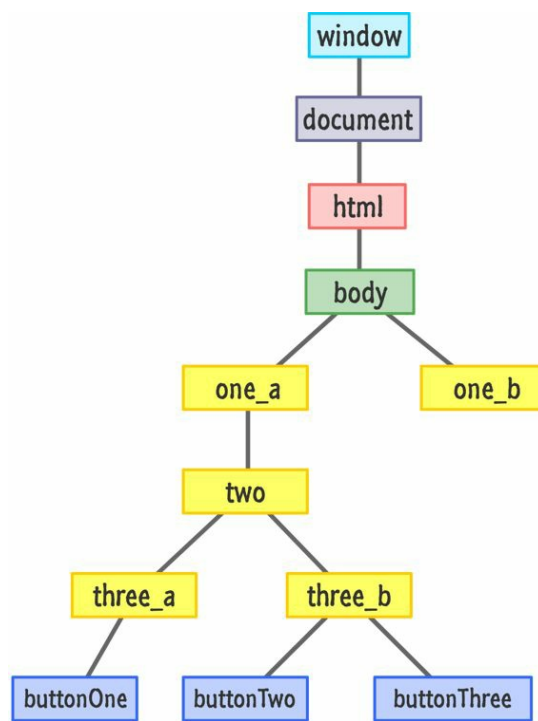 window
document
html
body
one_a
one_b
two
three_a
three_b
buttonOne
buttonTwo
buttonThree